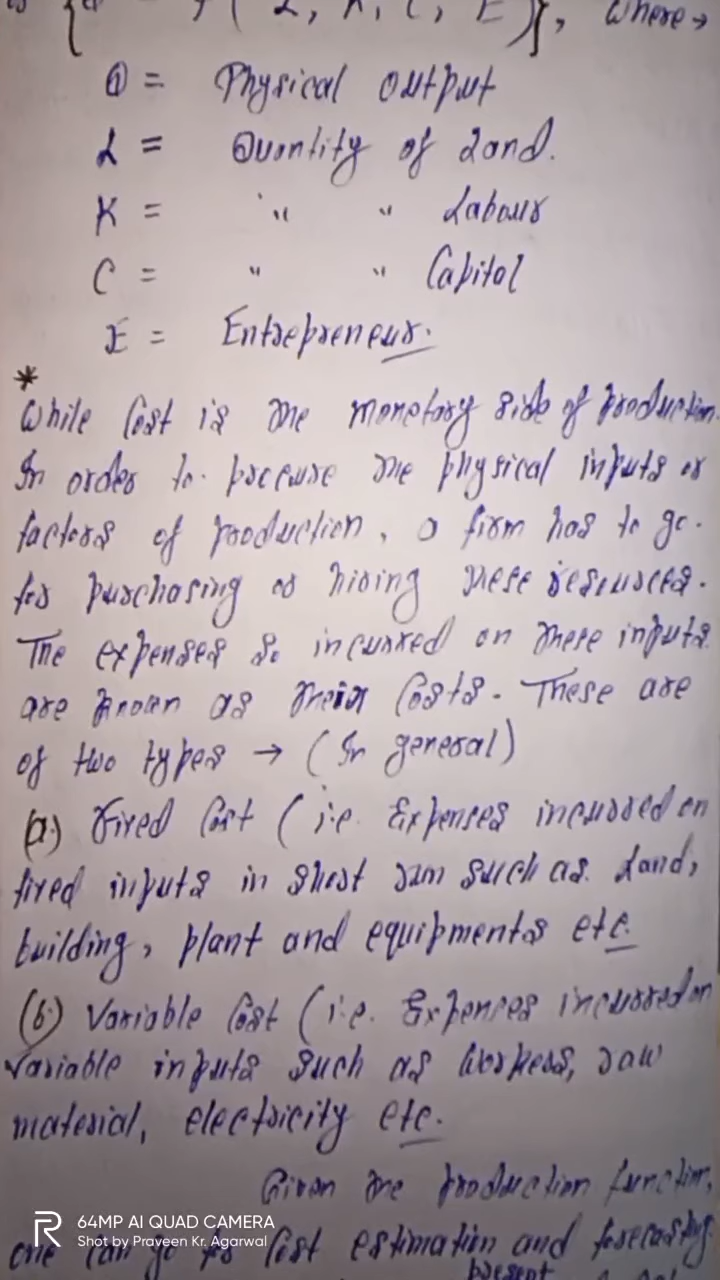 { f ( L, K, C, E )}, where →
Q = Physical output
L = Quantity of Land.
K = " " Labour
C = " " Capital
E = Entrepreneur.
*
While Cost is the monetary side of production.
In order to procure the physical inputs or
factors of production, a firm has to go.
for purchasing or hiring these resources.
The expenses so incurred on these inputs
are known as their Costs. These are
of two types → (In general)
(a.) Fixed Cost (i.e. Expenses incurred on
fixed inputs in short run such as Land,
building, plant and equipments etc.
(b.) Variable Cost (i.e. Expenses incurred on
variable inputs such as workers, raw
material, electricity etc.
Given the production function,
one can go for Cost estimation and forecasting.
present
64MP AI QUAD CAMERA
Shot by Praveen Kr. Agarwal